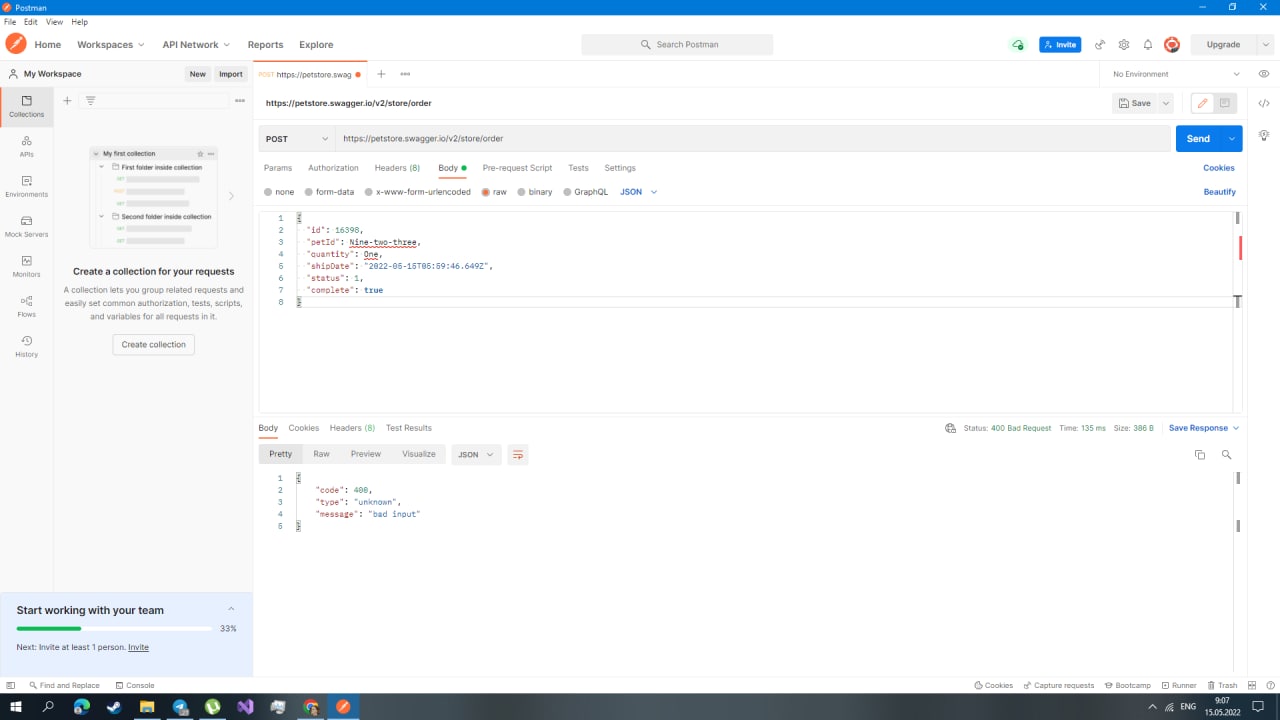 Postman
File Edit View Help
Home Workspaces API Network Reports Explore Search Postman Invite Upgrade
My Workspace New Import POST https://petstore.swag No Environment
Collections
APIs
Environments
Mock Servers
Monitors
Flows
History
My first collection
First folder inside collection
GET
POST
GET
Second folder inside collection
GET
GET
Create a collection for your requests
A collection lets you group related requests and
easily set common authorization, tests, scripts,
and variables for all requests in it.
Create collection
Start working with your team
33%
Next: Invite at least 1 person. Invite
https://petstore.swagger.io/v2/store/order Save
POST https://petstore.swagger.io/v2/store/order Send
Params Authorization Headers (8) Body Pre-request Script Tests Settings Cookies
none form-data x-www-form-urlencoded raw binary GraphQL JSON Beautify
1 {
2 "id": 16398,
3 "petId": Nine-two-three,
4 "quantity": One,
5 "shipDate": "2022-05-15T05:59:46.649Z",
6 "status": 1,
7 "complete": true
8 }
Body Cookies Headers (8) Test Results Status: 400 Bad Request Time: 135 ms Size: 386 B Save Response
Pretty Raw Preview Visualize JSON
1 {
2 "code": 400,
3 "type": "unknown",
4 "message": "bad input"
5 }
Find and Replace Console Cookies Capture requests Bootcamp Runner Trash
ENG 9:07
15.05.2022